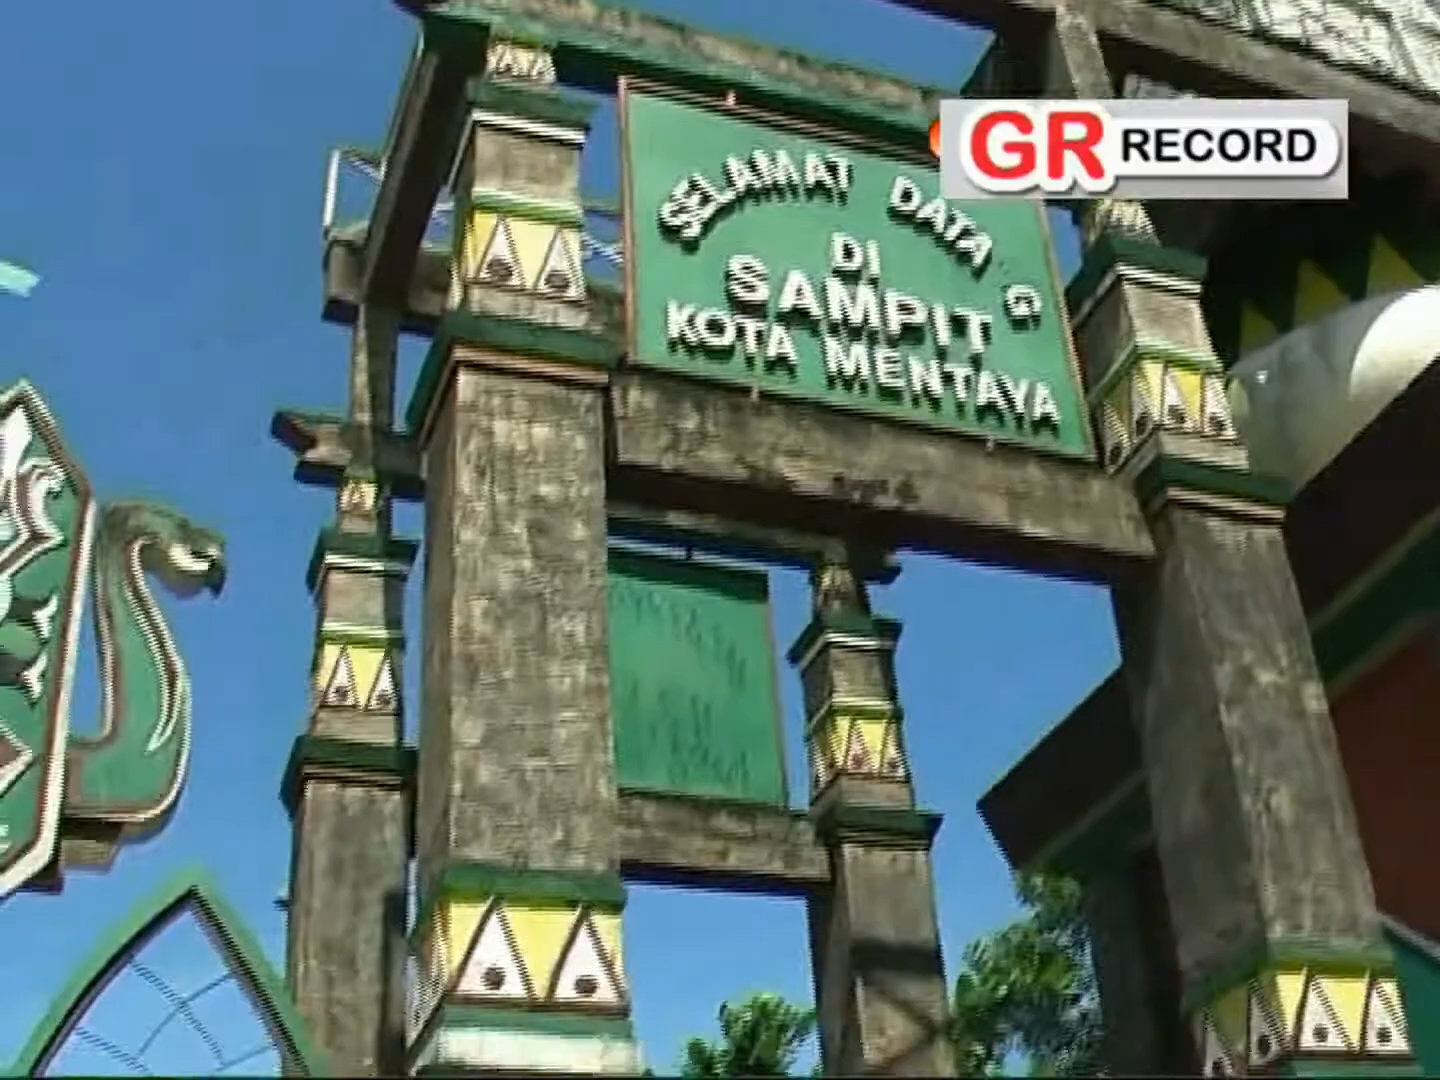 GR RECORD
SELAMAT DATA G
DI
SAMPIT
KOTA MENTAYA